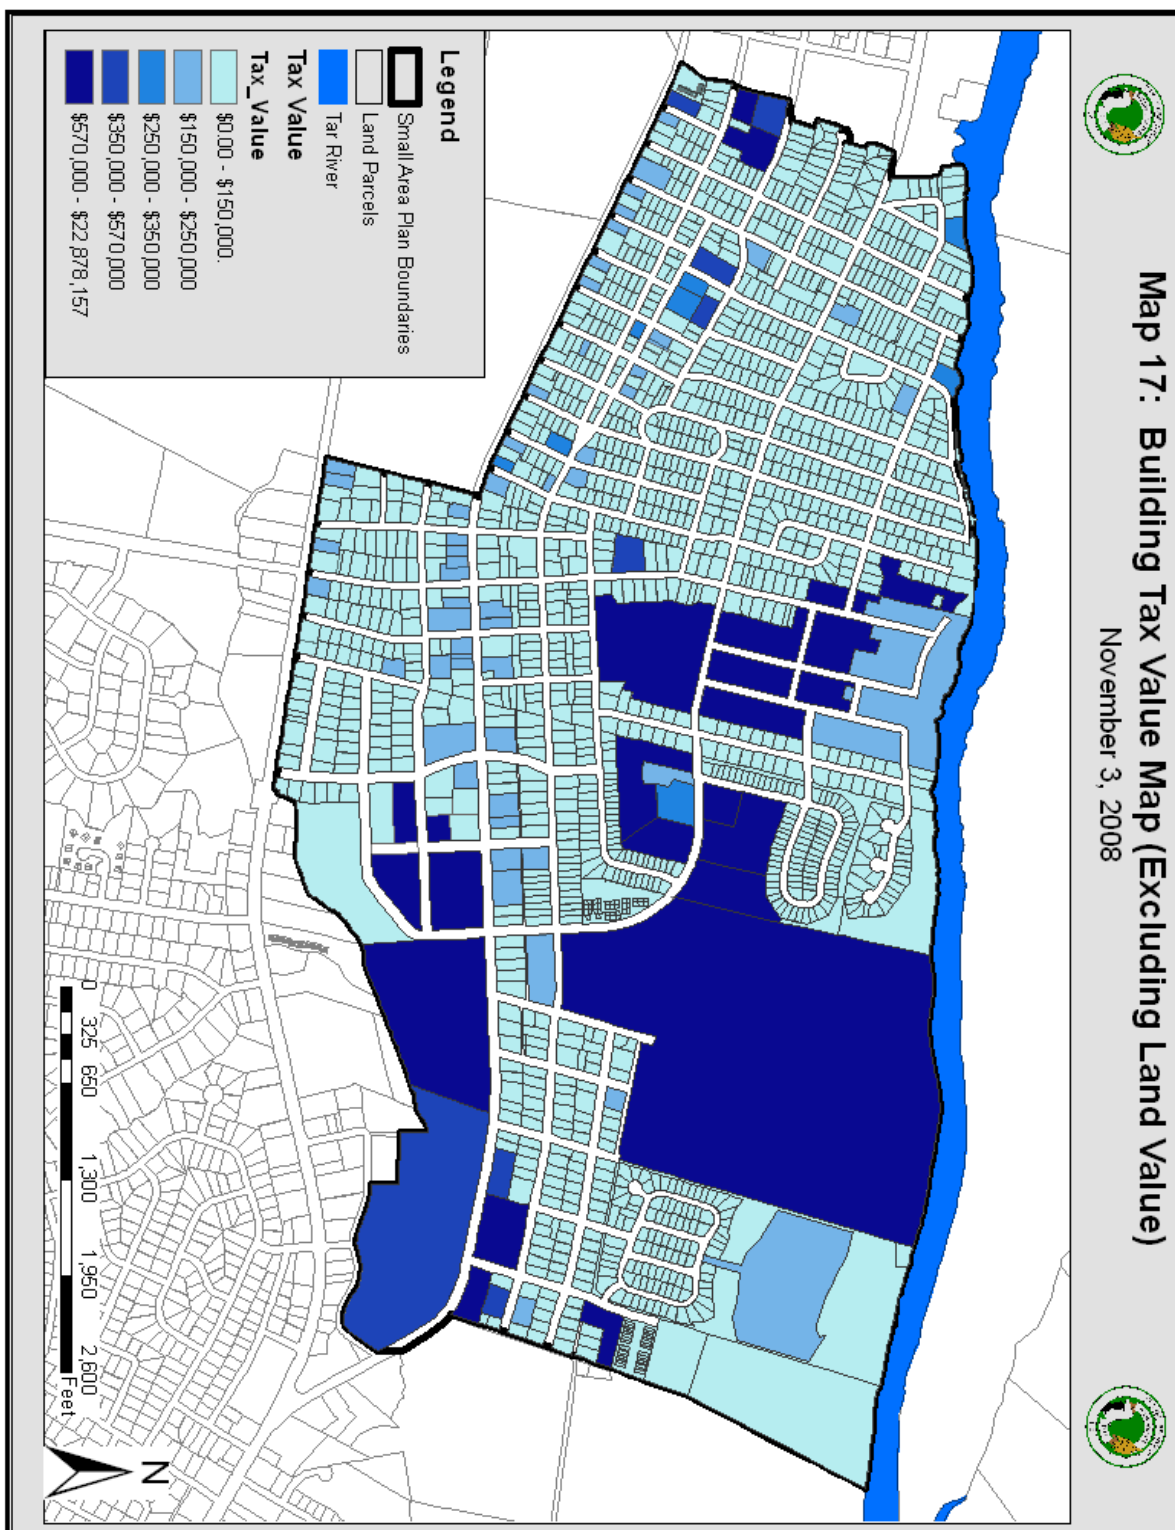 Map 17: Building Tax Value Map (Excluding Land Value)
November 3, 2008
Legend
Small Area Plan Boundaries
Land Parcels
Tar River
Tax Value
Tax_Value
$0.00 - $150,000.
$150,000 - $250,000
$250,000 - $350,000
$350,000 - $570,000
$570,000 - $22,878,157
0 325 650 1,300 1,950 2,600
Feet
N